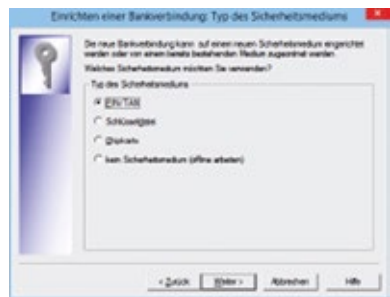 Einrichten einer Bankverbindung: Typ des Sicherheitsmediums
Die neue Bankverbindung kann auf einem neuen Sicherheitsmedium eingerichtet
werden oder von einem bereits bestehenden Medium zugeordnet werden.
Welches Sicherheitsmedium möchten Sie verwenden?
Typ des Sicherheitsmediums
PIN/TAN
Schlüsseldatei
Chipkarte
kein Sicherheitsmedium (offline arbeiten)
< Zurück Weiter > Abbrechen Hilfe